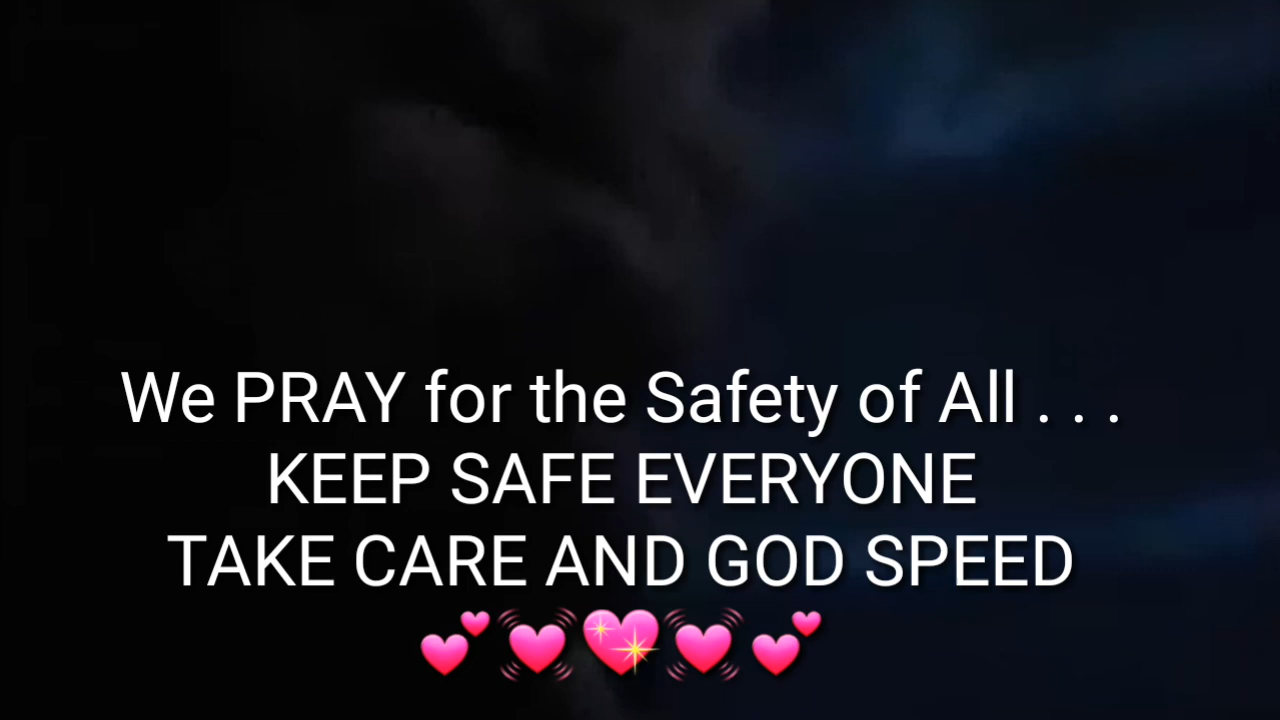 We PRAY for the Safety of All . . .
KEEP SAFE EVERYONE
TAKE CARE AND GOD SPEED
💕💓💖💓💕